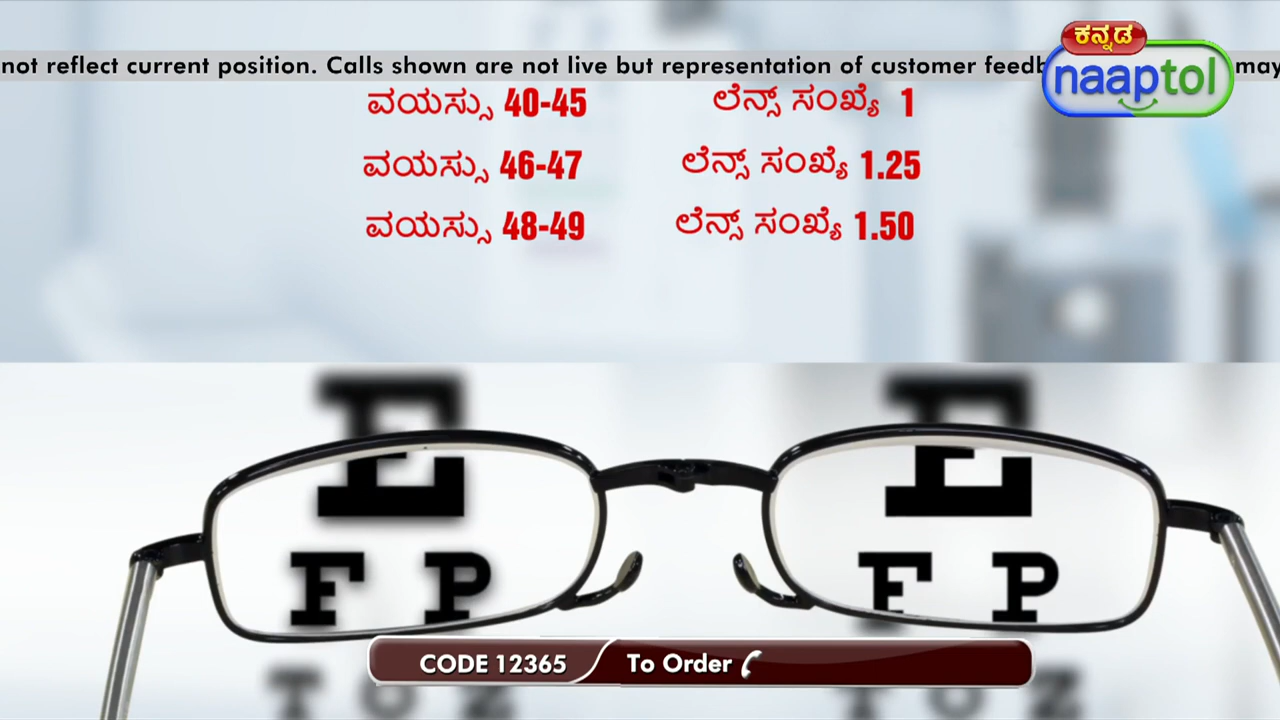 ಕನ್ನಡ
naaptol
not reflect current position. Calls shown are not live but representation of customer feedb may
ವಯಸ್ಸು 40-45 ಲೆನ್ಸ್ ಸಂಖ್ಯೆ 1
ವಯಸ್ಸು 46-47 ಲೆನ್ಸ್ ಸಂಖ್ಯೆ 1.25
ವಯಸ್ಸು 48-49 ಲೆನ್ಸ್ ಸಂಖ್ಯೆ 1.50
E E
F P F P
T O Z T O Z
CODE 12365 To Order